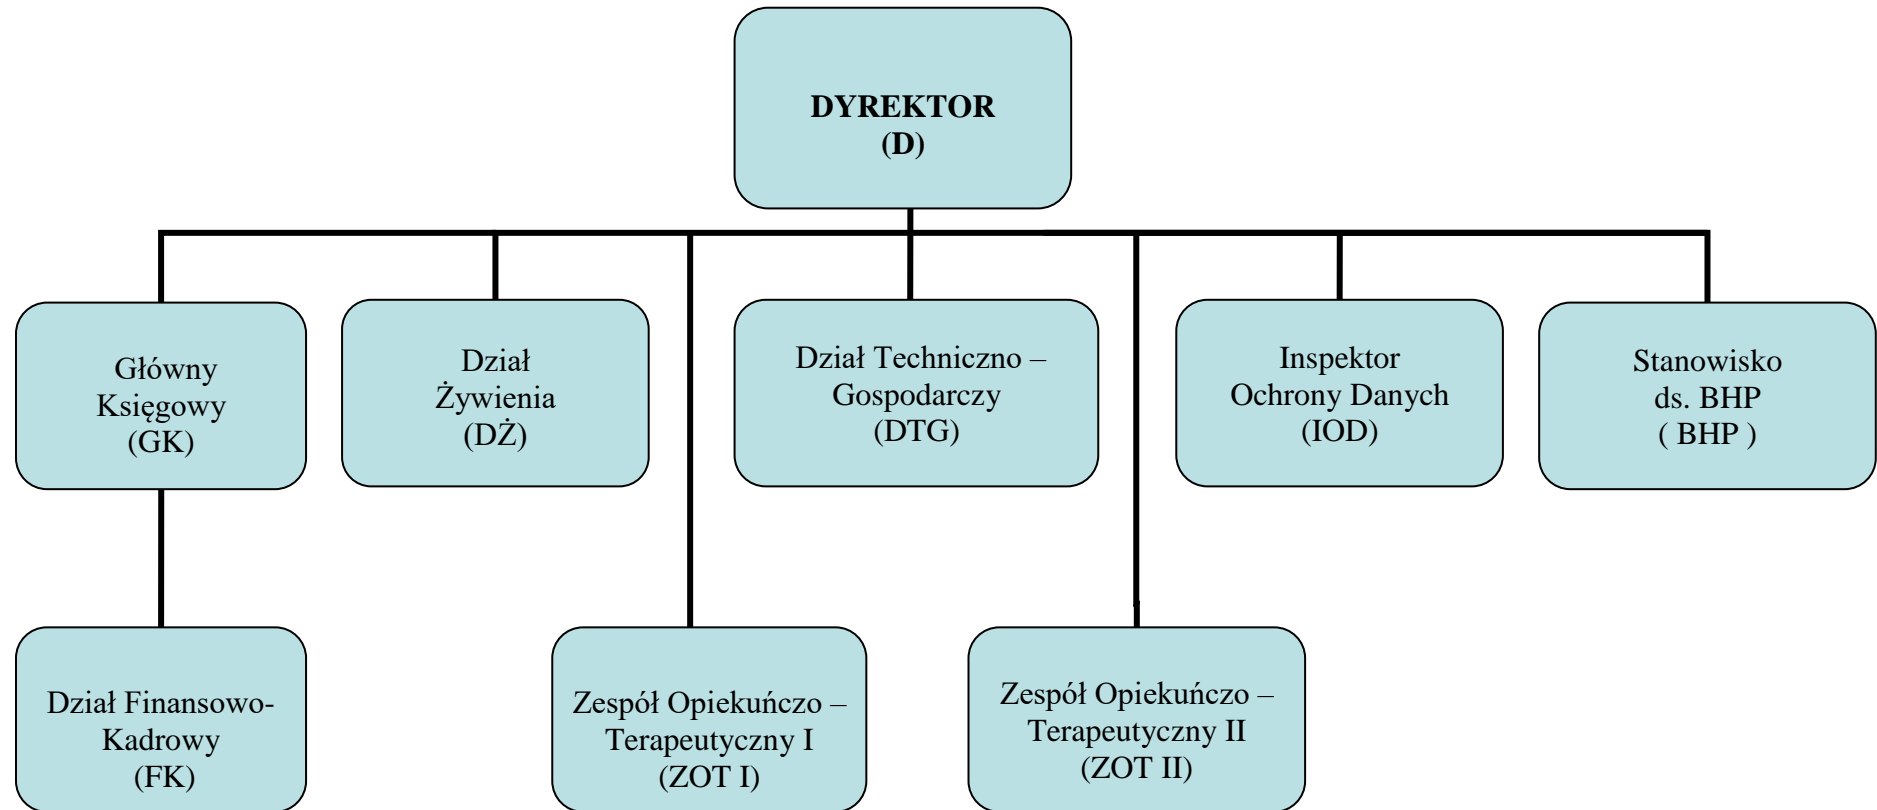 DYREKTOR
(D)
Główny
Księgowy
(GK)
Dział
Żywienia
(DŻ)
Dział Techniczno –
Gospodarczy
(DTG)
Inspektor
Ochrony Danych
(IOD)
Stanowisko
ds. BHP
( BHP )
Dział Finansowo-
Kadrowy
(FK)
Zespół Opiekuńczo –
Terapeutyczny I
(ZOT I)
Zespół Opiekuńczo –
Terapeutyczny II
(ZOT II)